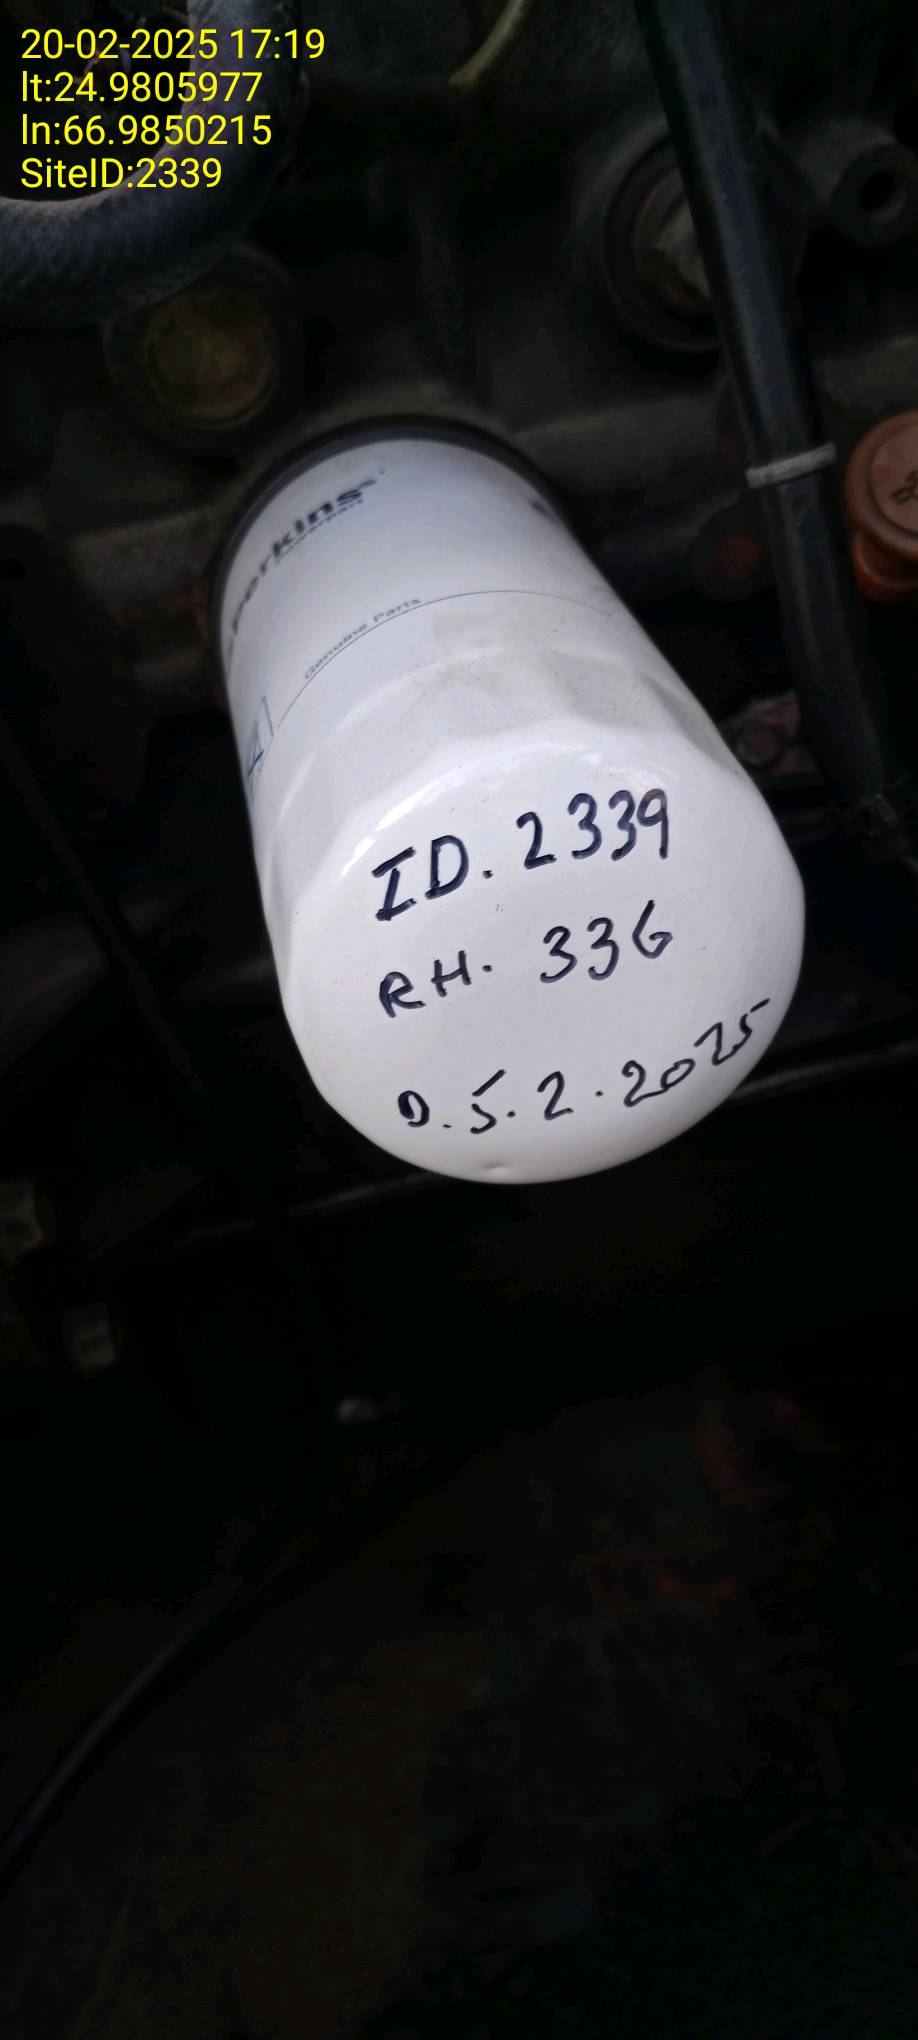 20-02-2025 17:19
lt:24.9805977
ln:66.9850215
SiteID:2339
Perkins
powerpart
Genuine Parts
ID. 2339
RH. 336
D. 5. 2. 2025